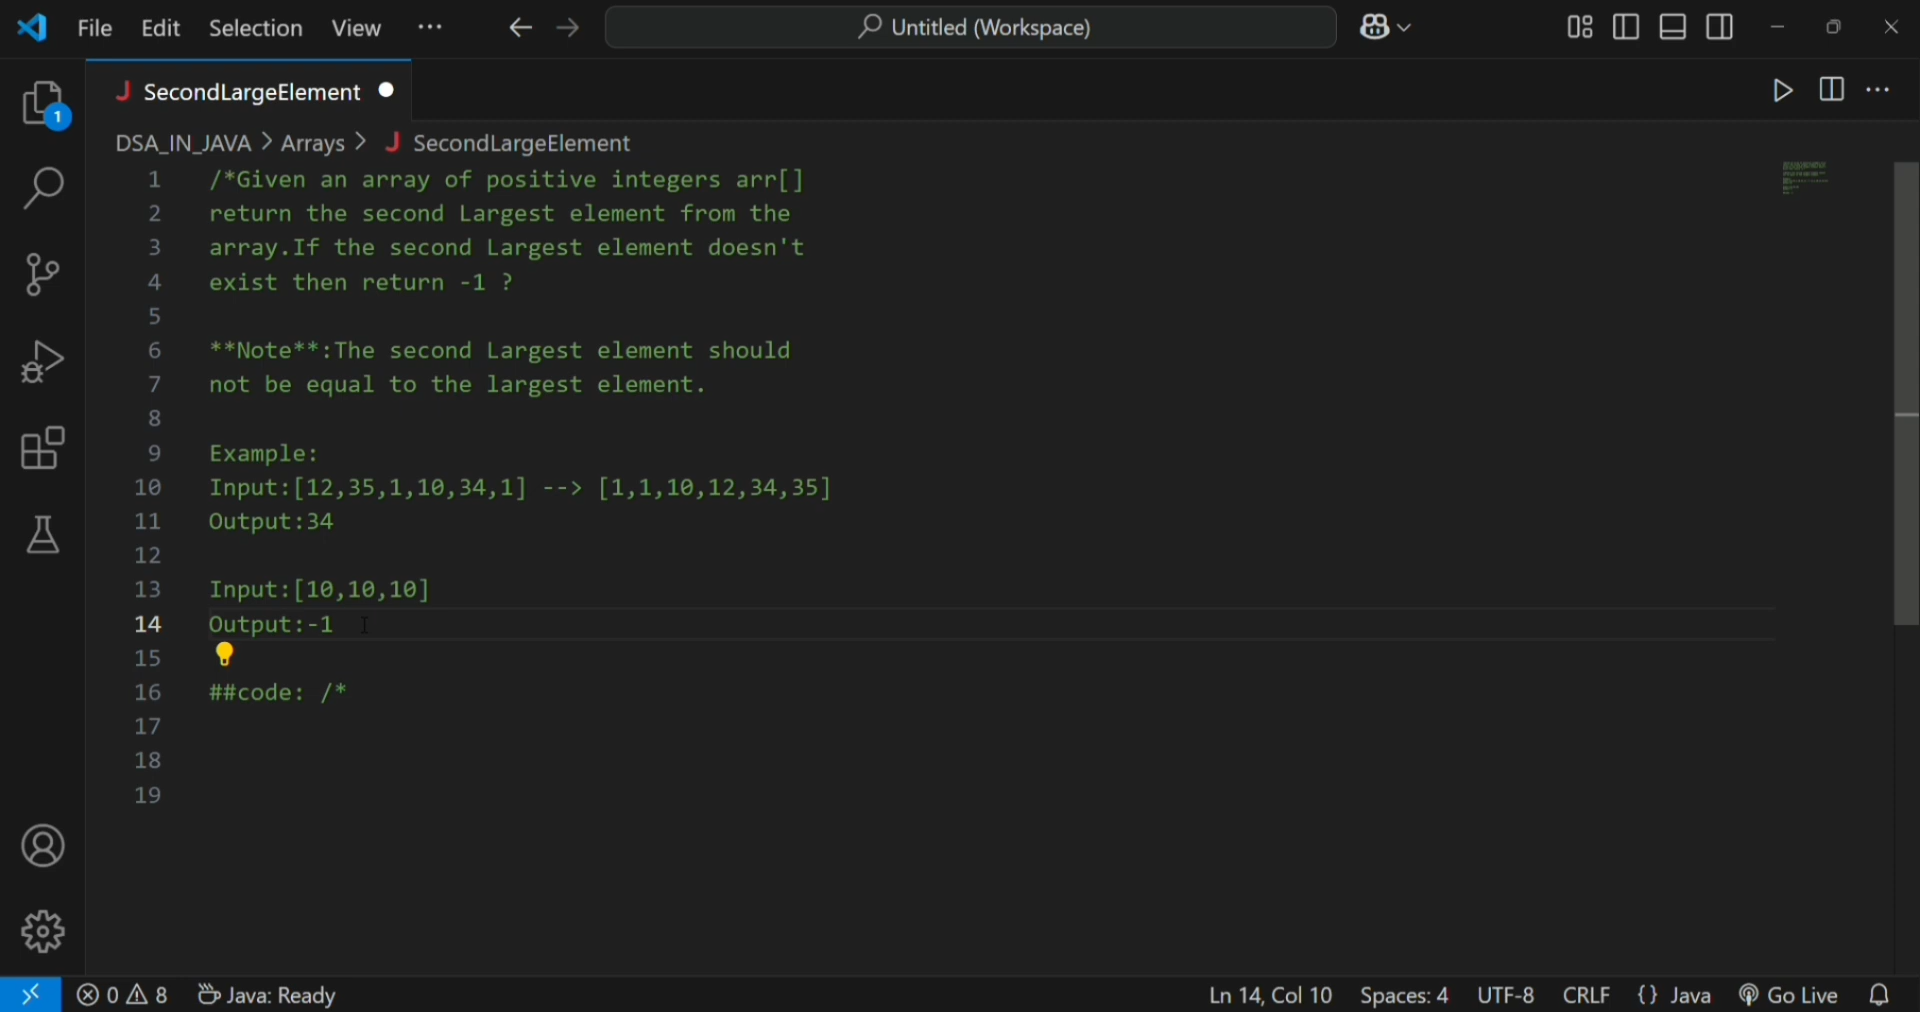 File Edit Selection View ··· Untitled (Workspace)
SecondLargeElement
DSA_IN_JAVA > Arrays > J SecondLargeElement
1 /*Given an array of positive integers arr[]
2 return the second Largest element from the
3 array.If the second Largest element doesn't
4 exist then return -1 ?
5
6 **Note**:The second Largest element should
7 not be equal to the largest element.
8
9 Example:
10 Input:[12,35,1,10,34,1] --> [1,1,10,12,34,35]
11 Output:34
12
13 Input:[10,10,10]
14 Output:-1
15
16 ##code: /*
17
18
19
1
0 8 Java: Ready Ln 14, Col 10 Spaces: 4 UTF-8 CRLF {} Java Go Live